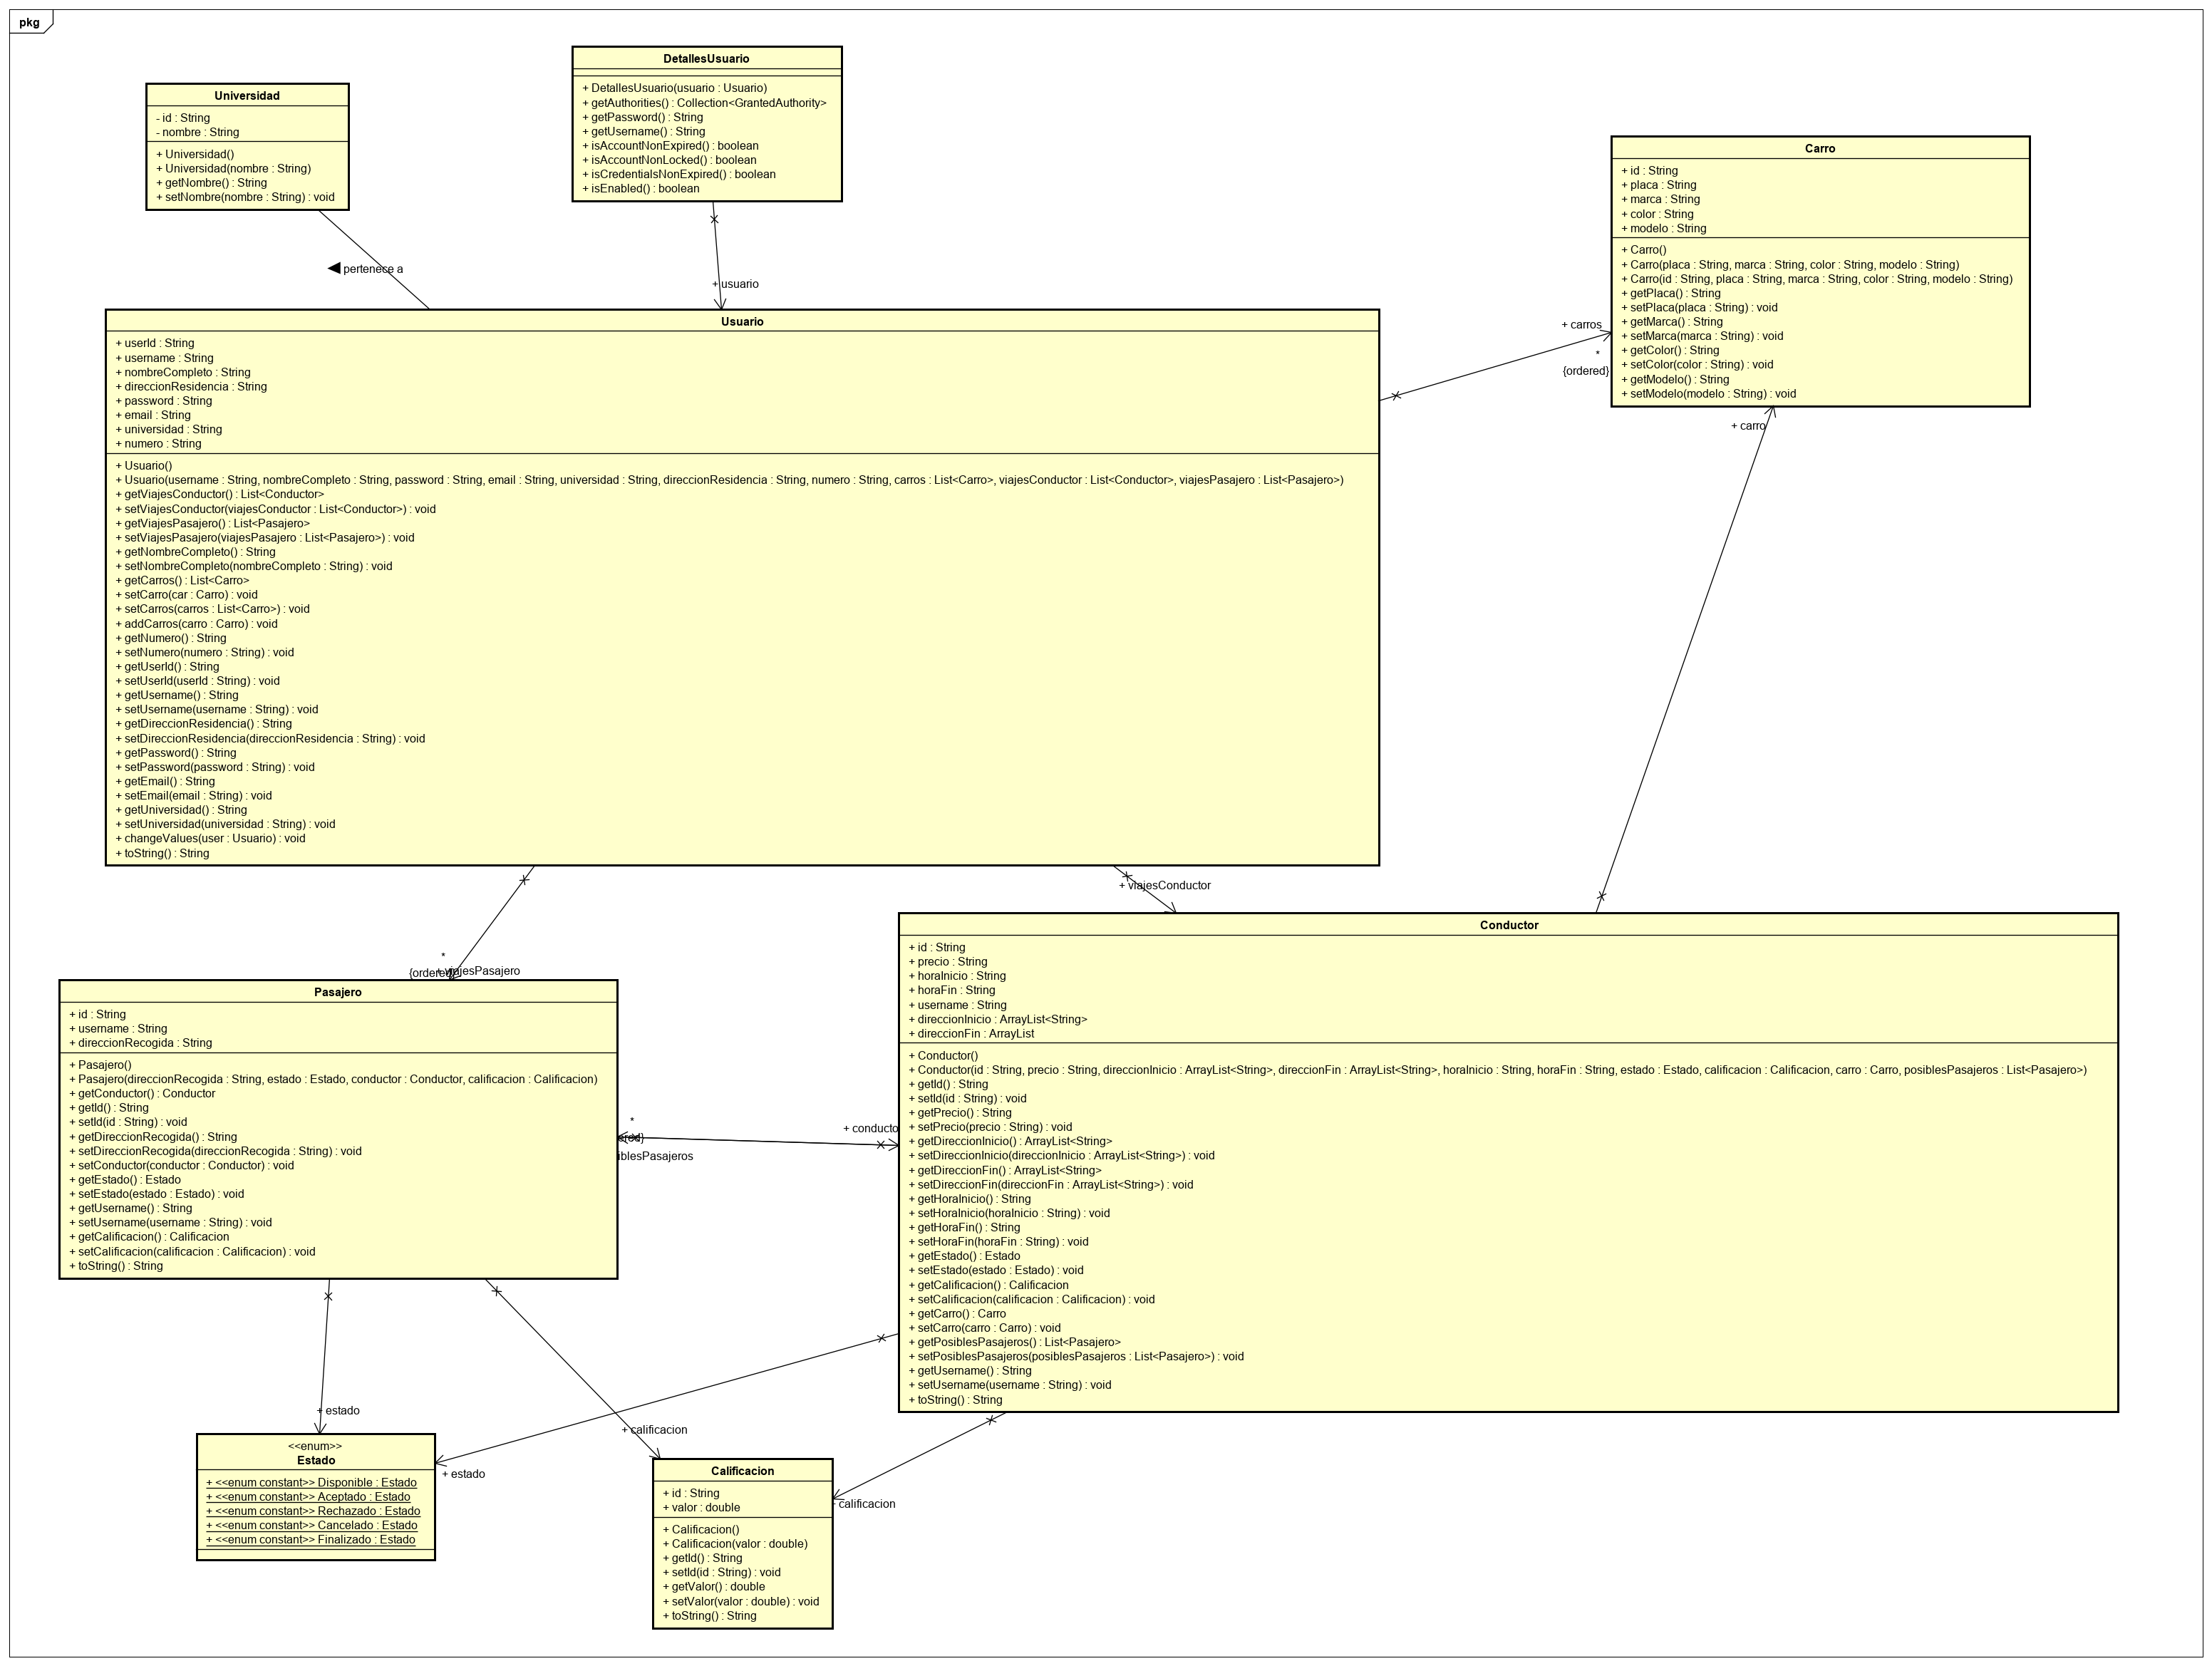 pkg
Universidad
- id : String
- nombre : String
+ Universidad()
+ Universidad(nombre : String)
+ getNombre() : String
+ setNombre(nombre : String) : void
DetallesUsuario
+ DetallesUsuario(usuario : Usuario)
+ getAuthorities() : Collection<GrantedAuthority>
+ getPassword() : String
+ getUsername() : String
+ isAccountNonExpired() : boolean
+ isAccountNonLocked() : boolean
+ isCredentialsNonExpired() : boolean
+ isEnabled() : boolean
Carro
+ id : String
+ placa : String
+ marca : String
+ color : String
+ modelo : String
+ Carro()
+ Carro(placa : String, marca : String, color : String, modelo : String)
+ Carro(id : String, placa : String, marca : String, color : String, modelo : String)
+ getPlaca() : String
+ setPlaca(placa : String) : void
+ getMarca() : String
+ setMarca(marca : String) : void
+ getColor() : String
+ setColor(color : String) : void
+ getModelo() : String
+ setModelo(modelo : String) : void
pertenece a
+ usuario
+ carros
*
{ordered}
+ carro
Usuario
+ userId : String
+ username : String
+ nombreCompleto : String
+ direccionResidencia : String
+ password : String
+ email : String
+ universidad : String
+ numero : String
+ Usuario()
+ Usuario(username : String, nombreCompleto : String, password : String, email : String, universidad : String, direccionResidencia : String, numero : String, carros : List<Carro>, viajesConductor : List<Conductor>, viajesPasajero : List<Pasajero>)
+ getViajesConductor() : List<Conductor>
+ setViajesConductor(viajesConductor : List<Conductor>) : void
+ getViajesPasajero() : List<Pasajero>
+ setViajesPasajero(viajesPasajero : List<Pasajero>) : void
+ getNombreCompleto() : String
+ setNombreCompleto(nombreCompleto : String) : void
+ getCarros() : List<Carro>
+ setCarro(car : Carro) : void
+ setCarros(carros : List<Carro>) : void
+ addCarros(carro : Carro) : void
+ getNumero() : String
+ setNumero(numero : String) : void
+ getUserId() : String
+ setUserId(userId : String) : void
+ getUsername() : String
+ setUsername(username : String) : void
+ getDireccionResidencia() : String
+ setDireccionResidencia(direccionResidencia : String) : void
+ getPassword() : String
+ setPassword(password : String) : void
+ getEmail() : String
+ setEmail(email : String) : void
+ getUniversidad() : String
+ setUniversidad(universidad : String) : void
+ changeValues(user : Usuario) : void
+ toString() : String
+ viajesConductor
*
{ordered}
+ viajesPasajero
Pasajero
+ id : String
+ username : String
+ direccionRecogida : String
+ Pasajero()
+ Pasajero(direccionRecogida : String, estado : Estado, conductor : Conductor, calificacion : Calificacion)
+ getConductor() : Conductor
+ getId() : String
+ setId(id : String) : void
+ getDireccionRecogida() : String
+ setDireccionRecogida(direccionRecogida : String) : void
+ setConductor(conductor : Conductor) : void
+ getEstado() : Estado
+ setEstado(estado : Estado) : void
+ getUsername() : String
+ setUsername(username : String) : void
+ getCalificacion() : Calificacion
+ setCalificacion(calificacion : Calificacion) : void
+ toString() : String
*
ered}
iblesPasajeros
+ conducto
Conductor
+ id : String
+ precio : String
+ horaInicio : String
+ horaFin : String
+ username : String
+ direccionInicio : ArrayList<String>
+ direccionFin : ArrayList
+ Conductor()
+ Conductor(id : String, precio : String, direccionInicio : ArrayList<String>, direccionFin : ArrayList<String>, horaInicio : String, horaFin : String, estado : Estado, calificacion : Calificacion, carro : Carro, posiblesPasajeros : List<Pasajero>)
+ getId() : String
+ setId(id : String) : void
+ getPrecio() : String
+ setPrecio(precio : String) : void
+ getDireccionInicio() : ArrayList<String>
+ setDireccionInicio(direccionInicio : ArrayList<String>) : void
+ getDireccionFin() : ArrayList<String>
+ setDireccionFin(direccionFin : ArrayList<String>) : void
+ getHoraInicio() : String
+ setHoraInicio(horaInicio : String) : void
+ getHoraFin() : String
+ setHoraFin(horaFin : String) : void
+ getEstado() : Estado
+ setEstado(estado : Estado) : void
+ getCalificacion() : Calificacion
+ setCalificacion(calificacion : Calificacion) : void
+ getCarro() : Carro
+ setCarro(carro : Carro) : void
+ getPosiblesPasajeros() : List<Pasajero>
+ setPosiblesPasajeros(posiblesPasajeros : List<Pasajero>) : void
+ getUsername() : String
+ setUsername(username : String) : void
+ toString() : String
+ estado
+ calificacion
+ estado
calificacion
<<enum>>
Estado
+ <<enum constant>> Disponible : Estado
+ <<enum constant>> Aceptado : Estado
+ <<enum constant>> Rechazado : Estado
+ <<enum constant>> Cancelado : Estado
+ <<enum constant>> Finalizado : Estado
Calificacion
+ id : String
+ valor : double
+ Calificacion()
+ Calificacion(valor : double)
+ getId() : String
+ setId(id : String) : void
+ getValor() : double
+ setValor(valor : double) : void
+ toString() : String